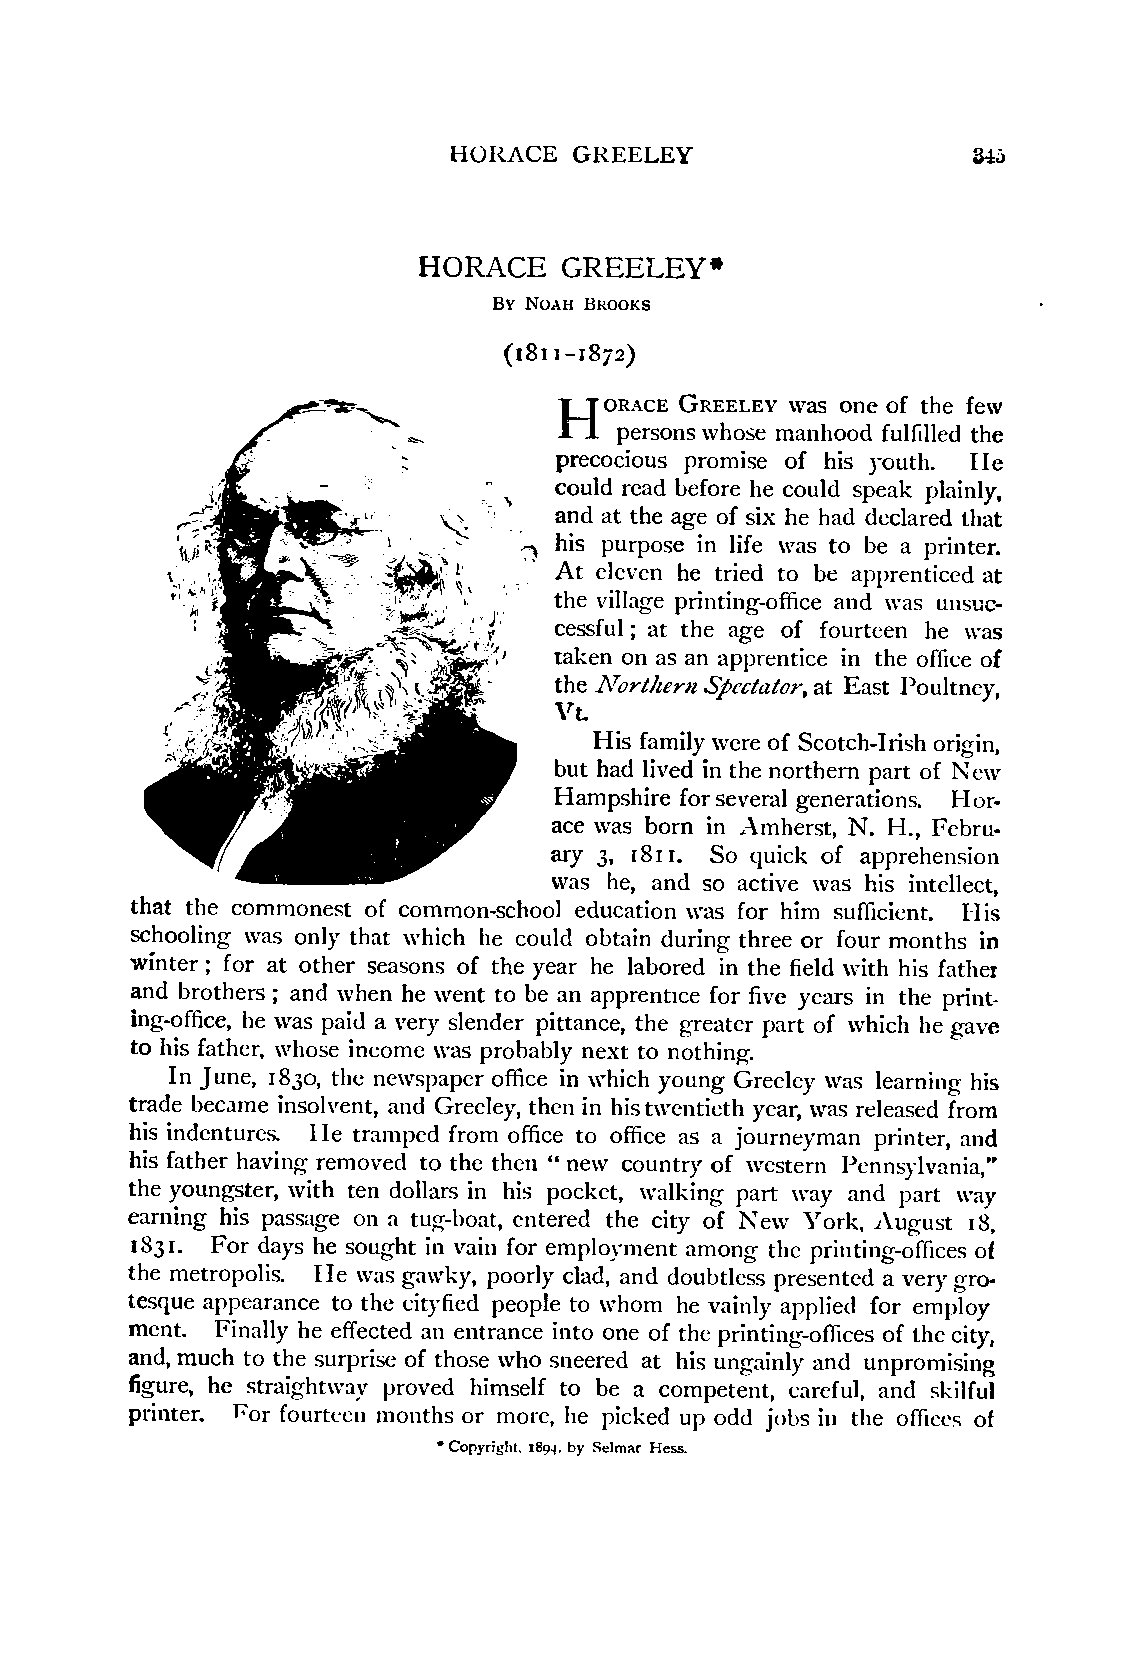 HORACE GREELEY 345
HORACE GREELEY*
BY NOAH BROOKS
(1811-1872)
HORACE GREELEY was one of the few
persons whose manhood fulfilled the
precocious promise of his youth. He
could read before he could speak plainly,
and at the age of six he had declared that
his purpose in life was to be a printer.
At eleven he tried to be apprenticed at
the village printing-office and was unsuc-
cessful; at the age of fourteen he was
taken on as an apprentice in the office of
the Northern Spectator, at East Poultney,
Vt.
His family were of Scotch-Irish origin,
but had lived in the northern part of New
Hampshire for several generations. Hor-
ace was born in Amherst, N. H., Febru-
ary 3, 1811. So quick of apprehension
was he, and so active was his intellect,
that the commonest of common-school education was for him sufficient. His
schooling was only that which he could obtain during three or four months in
winter; for at other seasons of the year he labored in the field with his father
and brothers; and when he went to be an apprentice for five years in the print-
ing-office, he was paid a very slender pittance, the greater part of which he gave
to his father, whose income was probably next to nothing.
In June, 1830, the newspaper office in which young Greeley was learning his
trade became insolvent, and Greeley, then in his twentieth year, was released from
his indentures. He tramped from office to office as a journeyman printer, and
his father having removed to the then "new country of western Pennsylvania,"
the youngster, with ten dollars in his pocket, walking part way and part way
earning his passage on a tug-boat, entered the city of New York, August 18,
1831. For days he sought in vain for employment among the printing-offices of
the metropolis. He was gawky, poorly clad, and doubtless presented a very gro-
tesque appearance to the cityfied people to whom he vainly applied for employ
ment. Finally he effected an entrance into one of the printing-offices of the city,
and, much to the surprise of those who sneered at his ungainly and unpromising
figure, he straightway proved himself to be a competent, careful, and skilful
printer. For fourteen months or more, he picked up odd jobs in the offices of
* Copyright, 1894, by Selmar Hess.